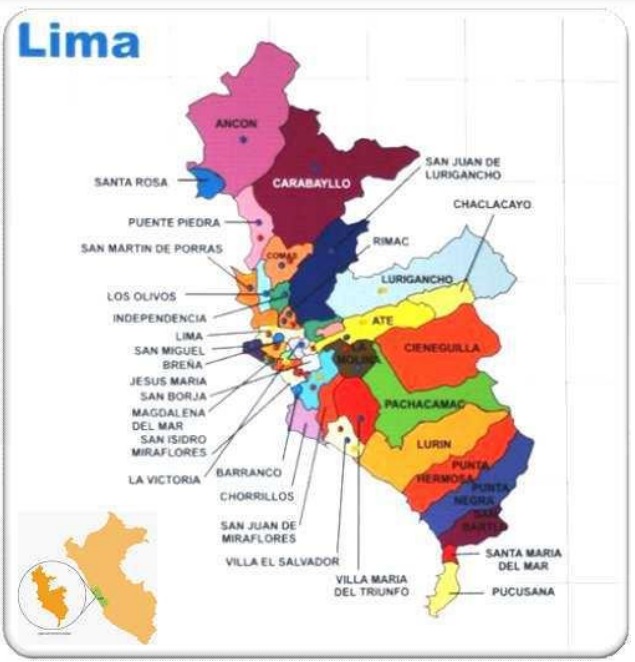 Lima
ANCON
SAN JUAN DE
LURIGANCHO
SANTA ROSA
CARABAYLLO
CHACLACAYO
PUENTE PIEDRA
RIMAC
SAN MARTIN DE PORRAS
COMAS
LURIGANCHO
LOS OLIVOS
INDEPENDENCIA
ATE
LIMA
SAN MIGUEL
LA
MOLINA
CIENEGUILLA
BREÑA
JESUS MARIA
SAN BORJA
PACHACAMAC
MAGDALENA
DEL MAR
SAN ISIDRO
MIRAFLORES
LURIN
LA VICTORIA
BARRANCO
PUNTA
HERMOSA
CHORRILLOS
PUNTA
NEGRA
SAN JUAN DE
MIRAFLORES
SAN
VILLA EL SALVADOR
SANTA MARIA
DEL MAR
VILLA MARIA
DEL TRIUNFO
PUCUSANA